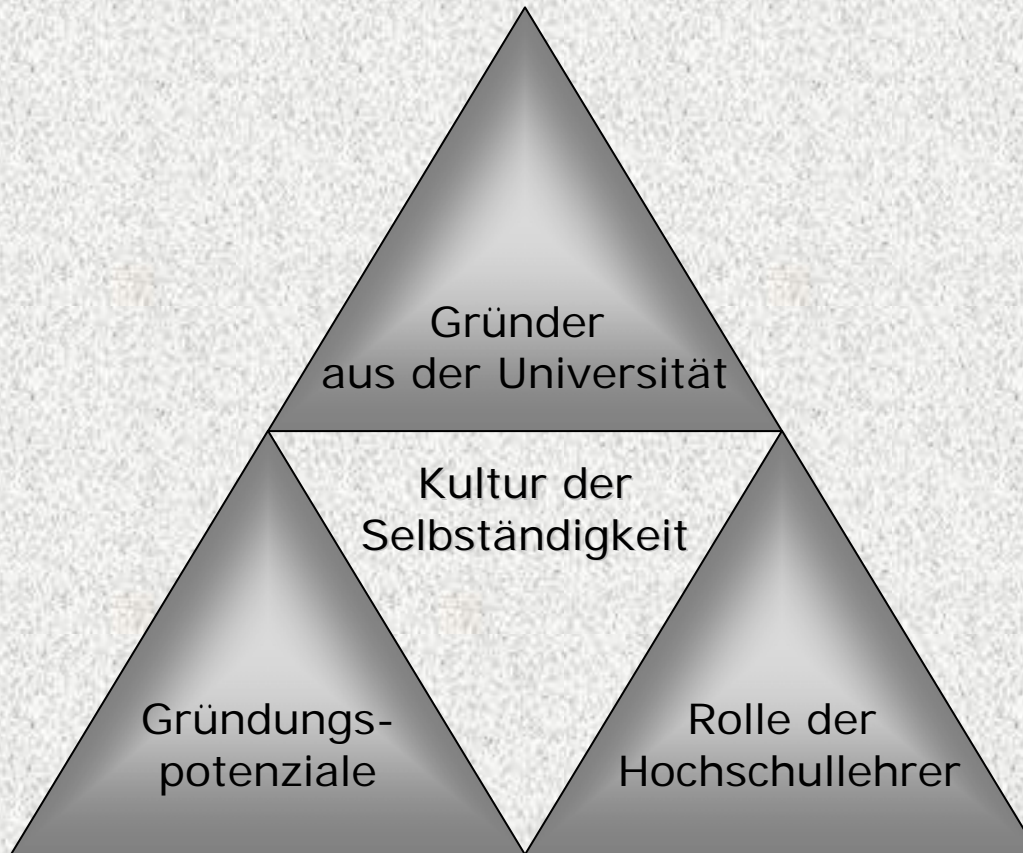 Gründer
aus der Universität
Kultur der
Selbständigkeit
Gründungs-
potenziale
Rolle der
Hochschullehrer